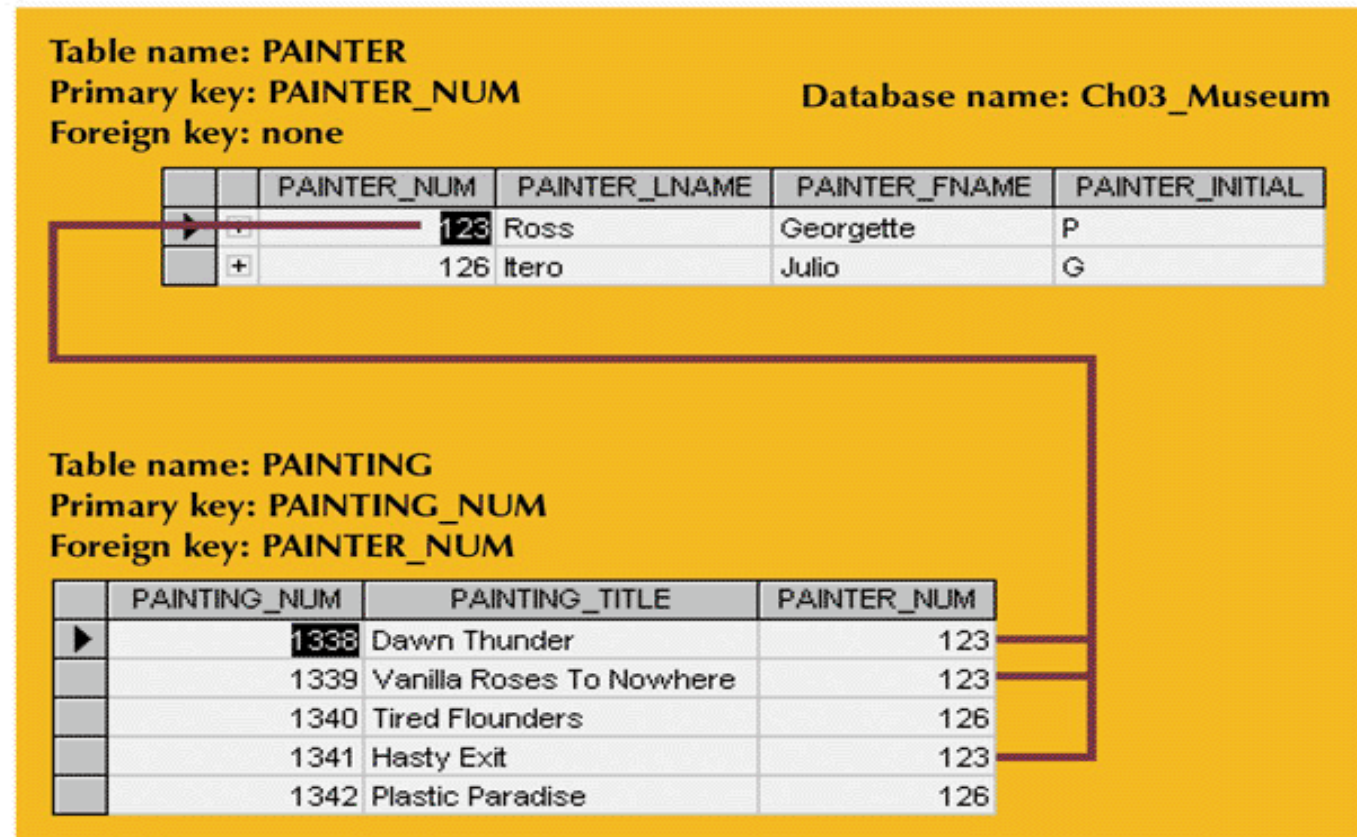 Table name: PAINTER
Primary key: PAINTER_NUM
Database name: Ch03_Museum
Foreign key: none
PAINTER_NUM PAINTER_LNAME PAINTER_FNAME PAINTER_INITIAL
123 Ross Georgette P
126 Itero Julio G
Table name: PAINTING
Primary key: PAINTING_NUM
Foreign key: PAINTER_NUM
PAINTING_NUM PAINTING_TITLE PAINTER_NUM
1338 Dawn Thunder 123
1339 Vanilla Roses To Nowhere 123
1340 Tired Flounders 126
1341 Hasty Exit 123
1342 Plastic Paradise 126